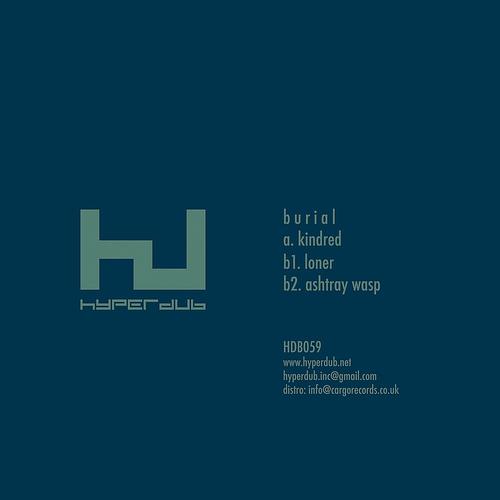 hyperdub
burial
a. kindred
b1. loner
b2. ashtray wasp
HDB059
www.hyperdub.net
hyperdub.inc@gmail.com
distro: info@cargorecords.co.uk